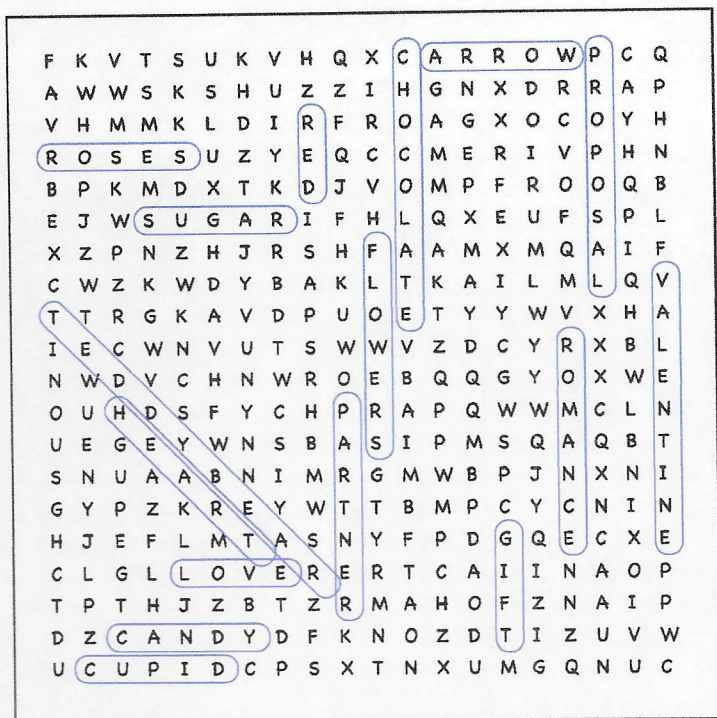 F K V T S U K V H Q X C A R R O W P C Q
A W W S K S H U Z Z I H G N X D R R A P
V H M M K L D I R F R O A G X O C O Y H
R O S E S U Z Y E Q C C M E R I V P H N
B P K M D X T K D J V O M P F R O O Q B
E J W S U G A R I F H L Q X E U F S P L
X Z P N Z H J R S H F A A M X M Q A I F
C W Z K W D Y B A K L T K A I L M L Q V
T T R G K A V D P U O E T Y Y W V X H A
I E C W N V U T S W W V Z D C Y R X B L
N W D V C H N W R O E B Q Q G Y O X W E
O U H D S F Y C H P R A P Q W W M C L N
U E G E Y W N S B A S I P M S Q A Q B T
S N U A A B N I M R G M W B P J N X N I
G Y P Z K R E Y W T T B M P C Y C N I N
H J E F L M T A S N Y F P D G Q E C X E
C L G L L O V E R E R T C A I I N A O P
T P T H J Z B T Z R M A H O F Z N A I P
D Z C A N D Y D F K N O Z D T I Z U V W
U C U P I D C P S X T N X U M G Q N U C